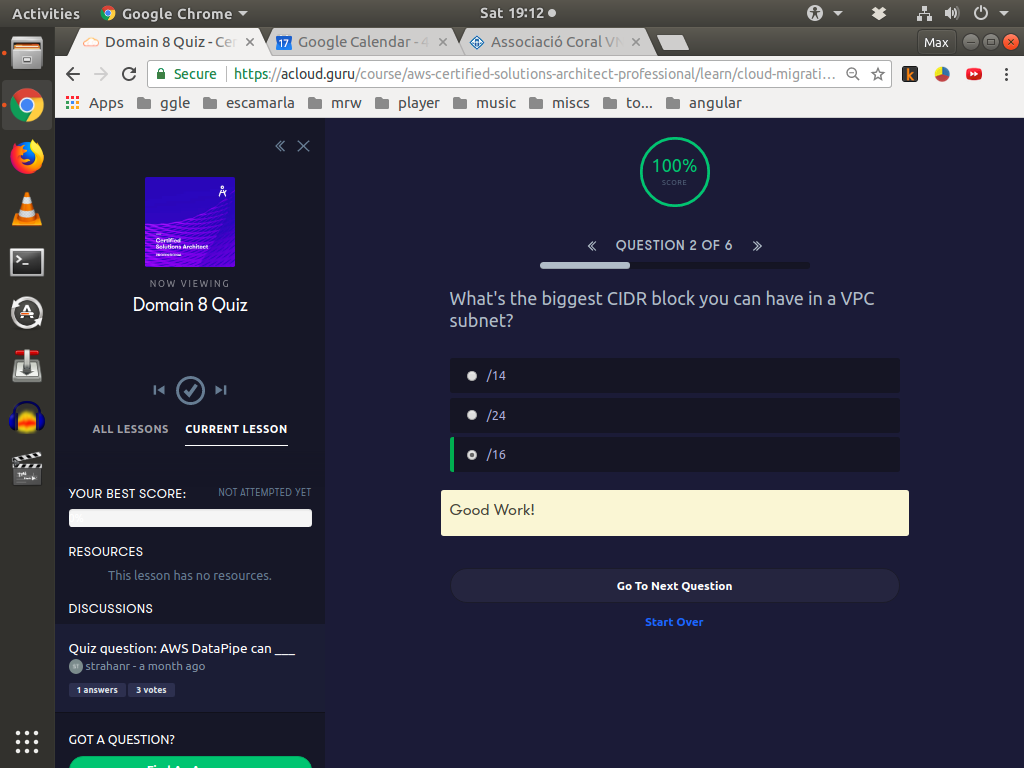 Activities
Google Chrome
Sat 19:12
Domain 8 Quiz - Cer
17
Google Calendar - 4
Associació Coral VN
Max
Secure
https://acloud.guru/course/aws-certified-solutions-architect-professional/learn/cloud-migrati...
k
Apps
ggle
escamarla
mrw
player
music
miscs
to...
angular
Certified
Solutions Architect
NOW VIEWING
Domain 8 Quiz
ALL LESSONS
CURRENT LESSON
YOUR BEST SCORE:
NOT ATTEMPTED YET
RESOURCES
This lesson has no resources.
DISCUSSIONS
Quiz question: AWS DataPipe can ___
strahanr - a month ago
1 answers
3 votes
GOT A QUESTION?
100%
SCORE
« QUESTION 2 OF 6 »
What's the biggest CIDR block you can have in a VPC
subnet?
/14
/24
/16
Good Work!
Go To Next Question
Start Over